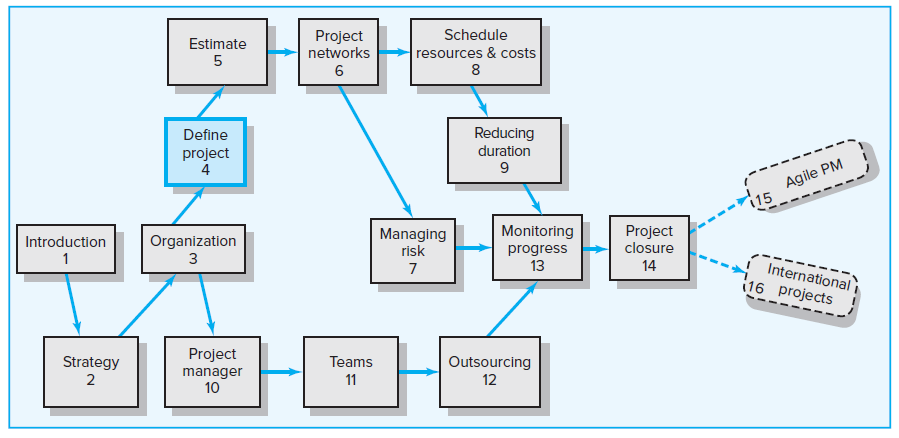 Estimate
5
Project
networks
6
Schedule
resources & costs
8
Define
project
4
Reducing
duration
9
Agile PM
15
Introduction
1
Organization
3
Managing
risk
7
Monitoring
progress
13
Project
closure
14
International
16 projects
Strategy
2
Project
manager
10
Teams
11
Outsourcing
12